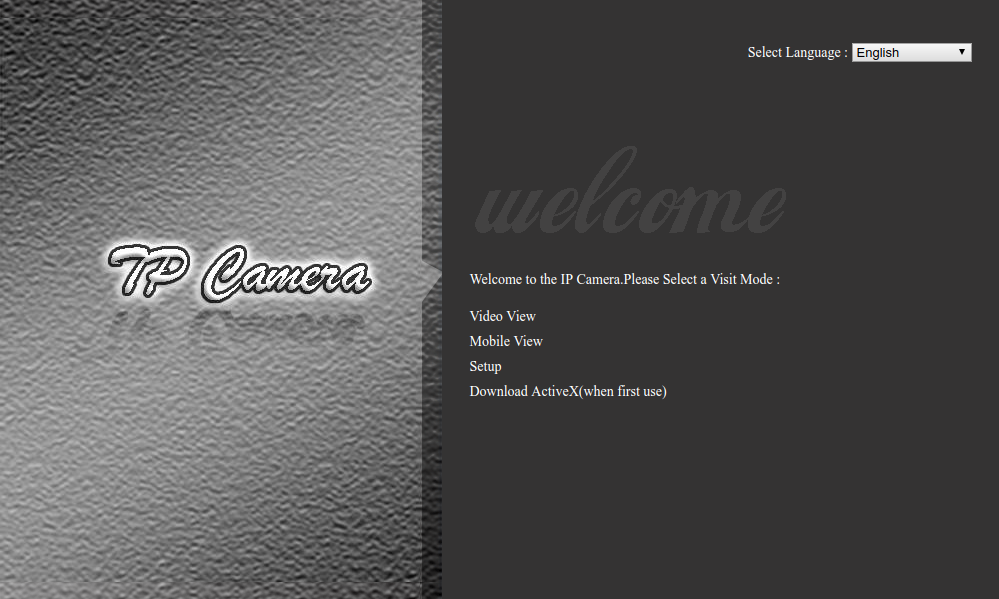 IP Camera
Select Language : English
welcome
Welcome to the IP Camera.Please Select a Visit Mode :
Video View
Mobile View
Setup
Download ActiveX(when first use)